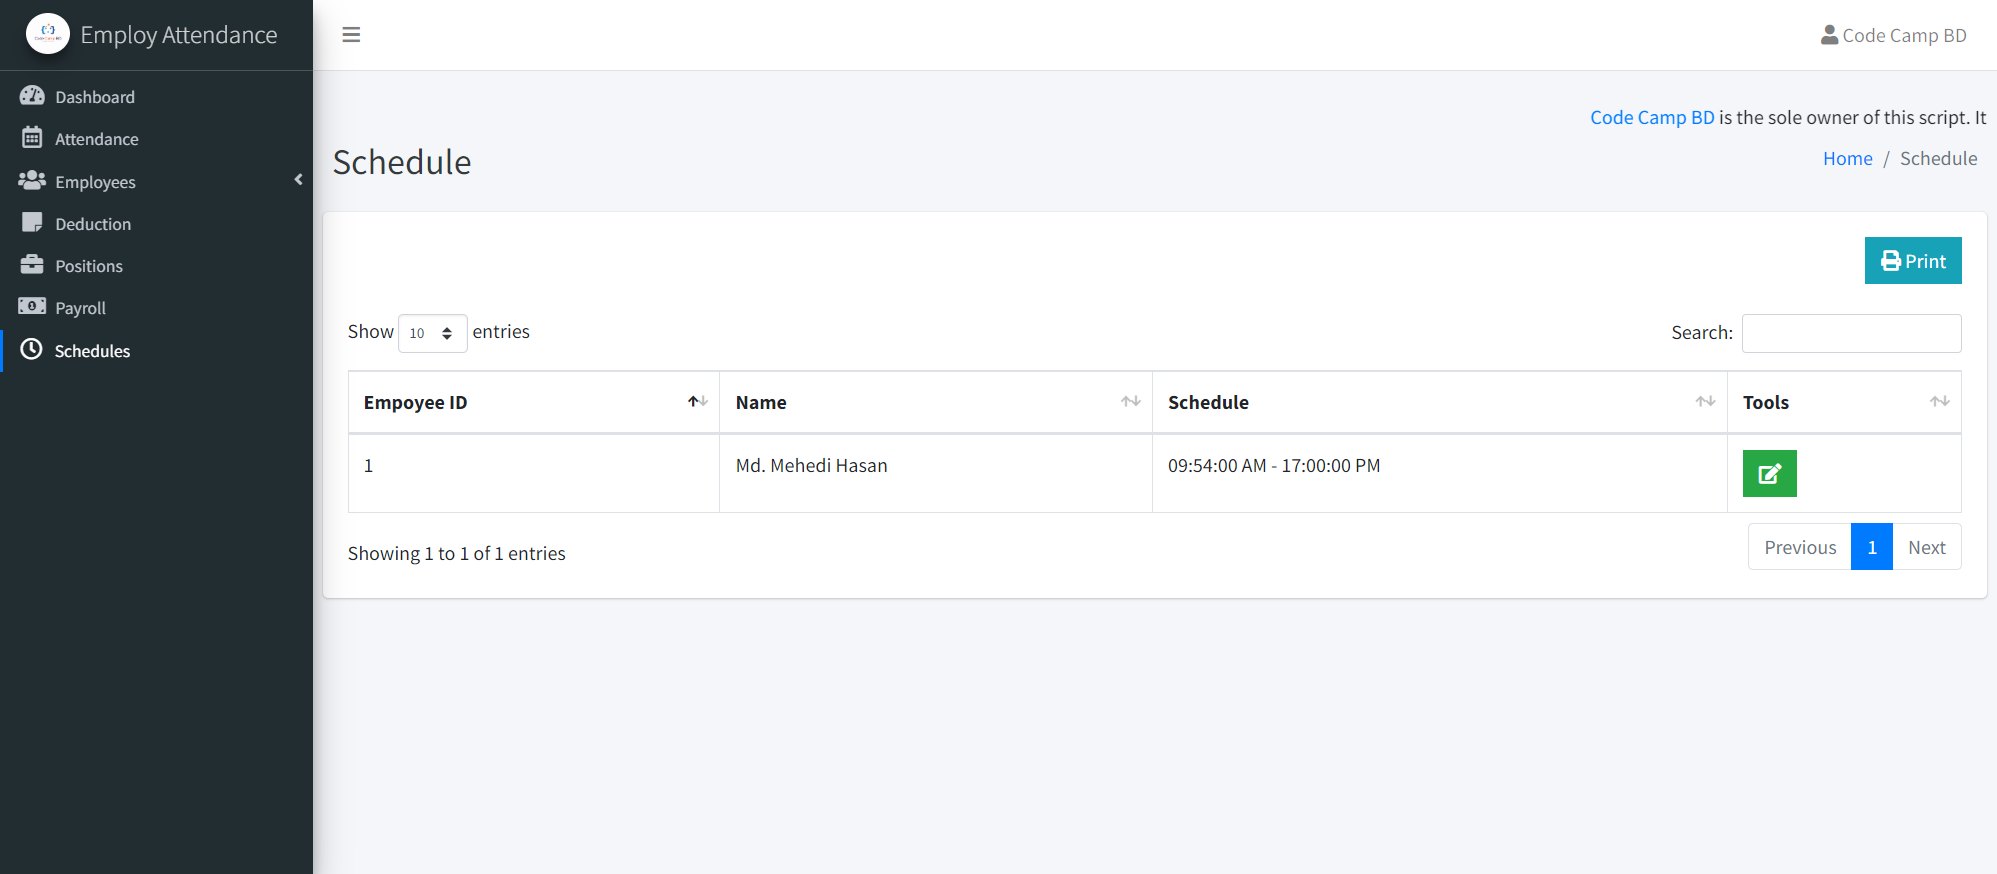 Employ Attendance
Code Camp BD
Dashboard
Attendance
Employees
Deduction
Positions
Payroll
Schedules
Code Camp BD is the sole owner of this script. It
Schedule
Home / Schedule
Print
Show 10 entries
Search:
Empoyee ID Name Schedule Tools
1 Md. Mehedi Hasan 09:54:00 AM - 17:00:00 PM
Showing 1 to 1 of 1 entries
Previous 1 Next